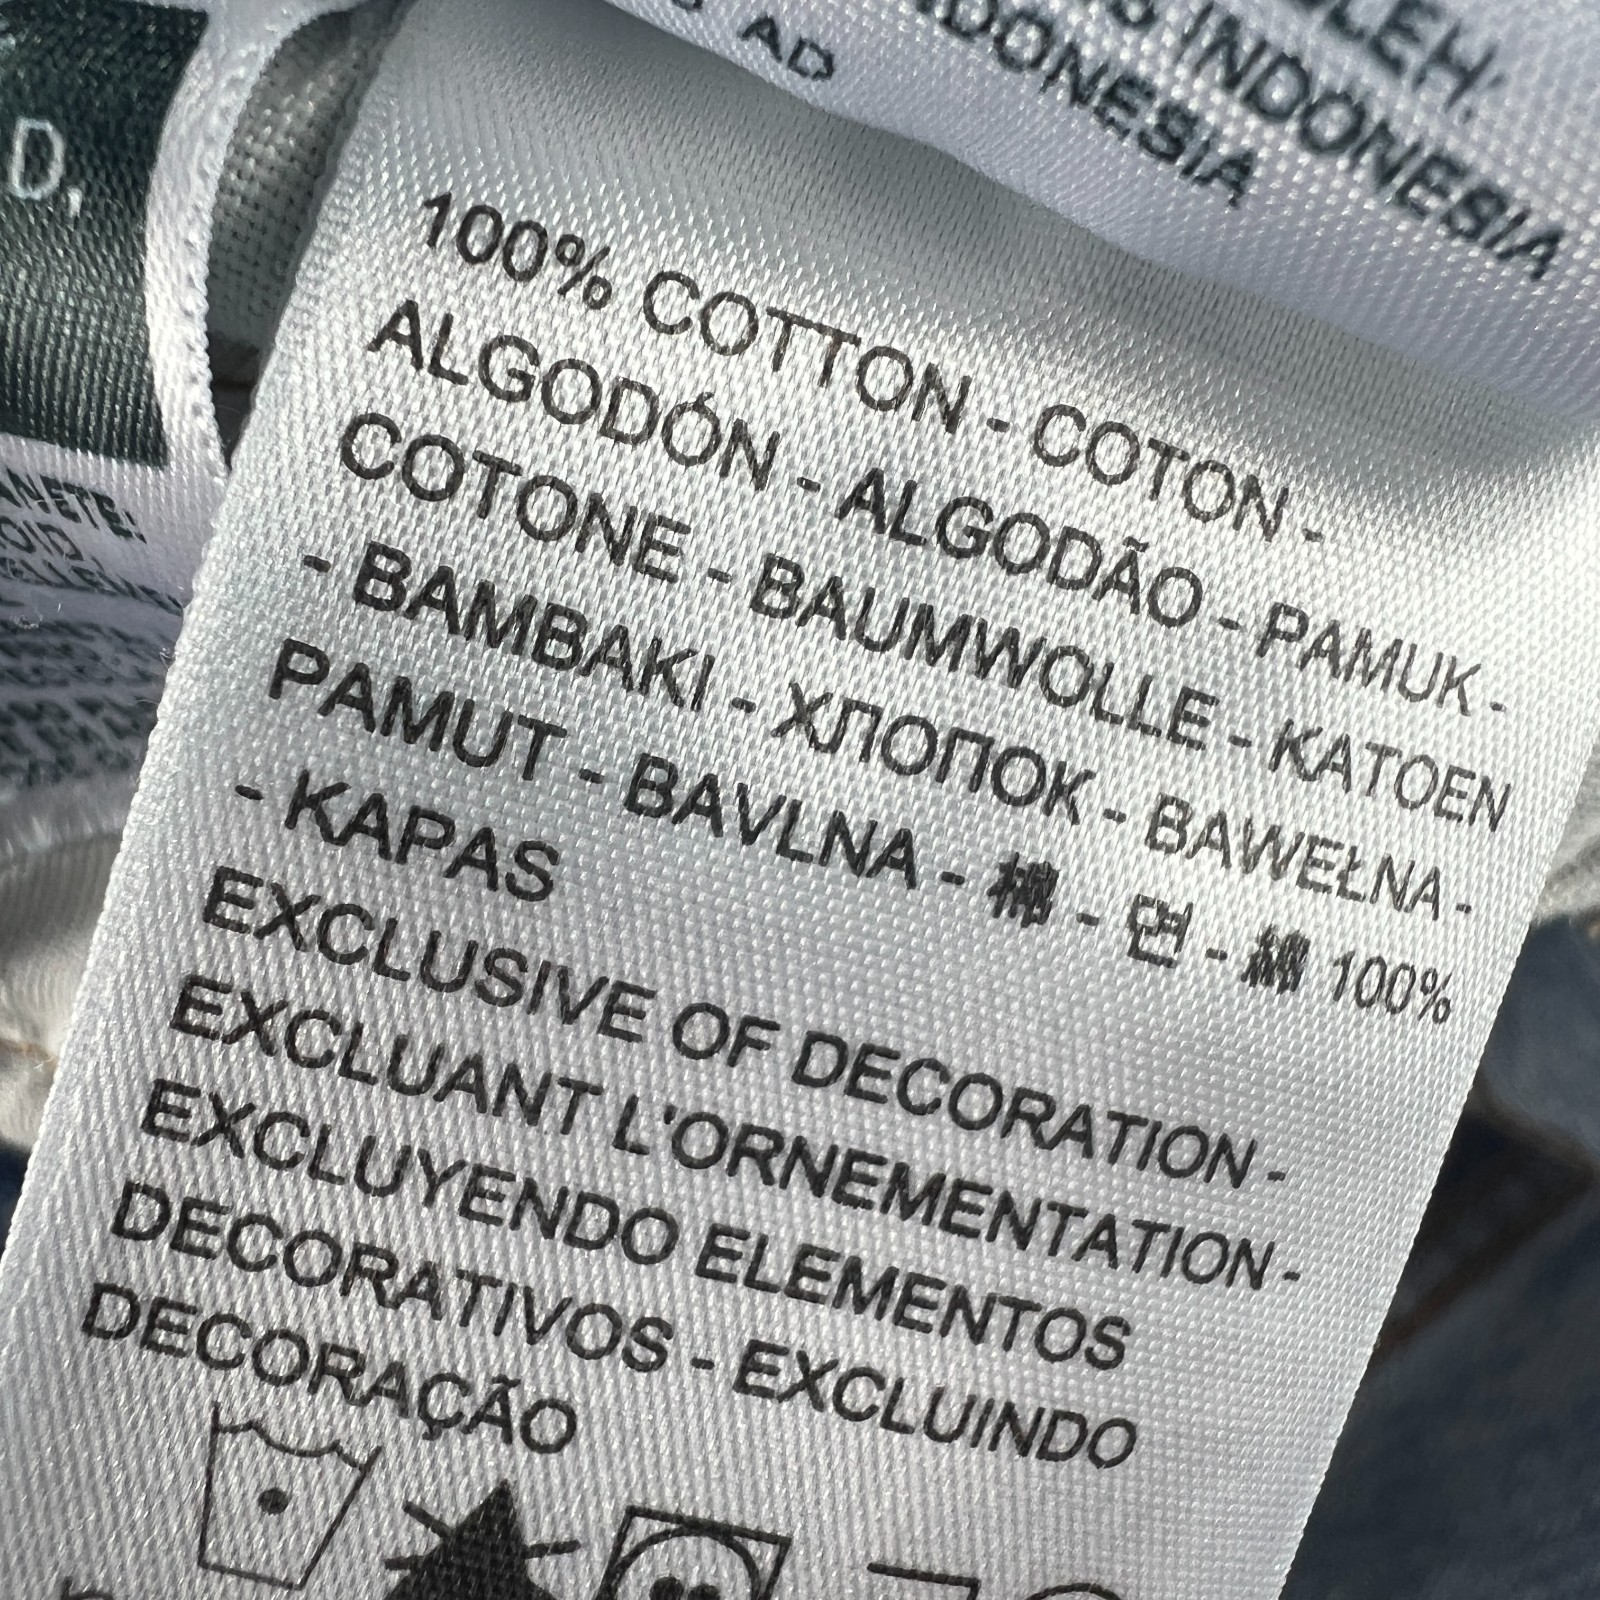 OLEH:
INDONESIA
INDONESIA
AD
D,
100% COTTON - COTON -
ALGODÓN - ALGODÃO - PAMUK -
COTONE - BAUMWOLLE - KATOEN
- BAMBAKI - ХЛОПОК - BAWEŁNA -
PAMUT - BAVLNA - 棉 - 면 - 綿 100%
- KAPAS
EXCLUSIVE OF DECORATION -
EXCLUANT L'ORNEMENTATION -
EXCLUYENDO ELEMENTOS
DECORATIVOS - EXCLUINDO
DECORAÇÃO